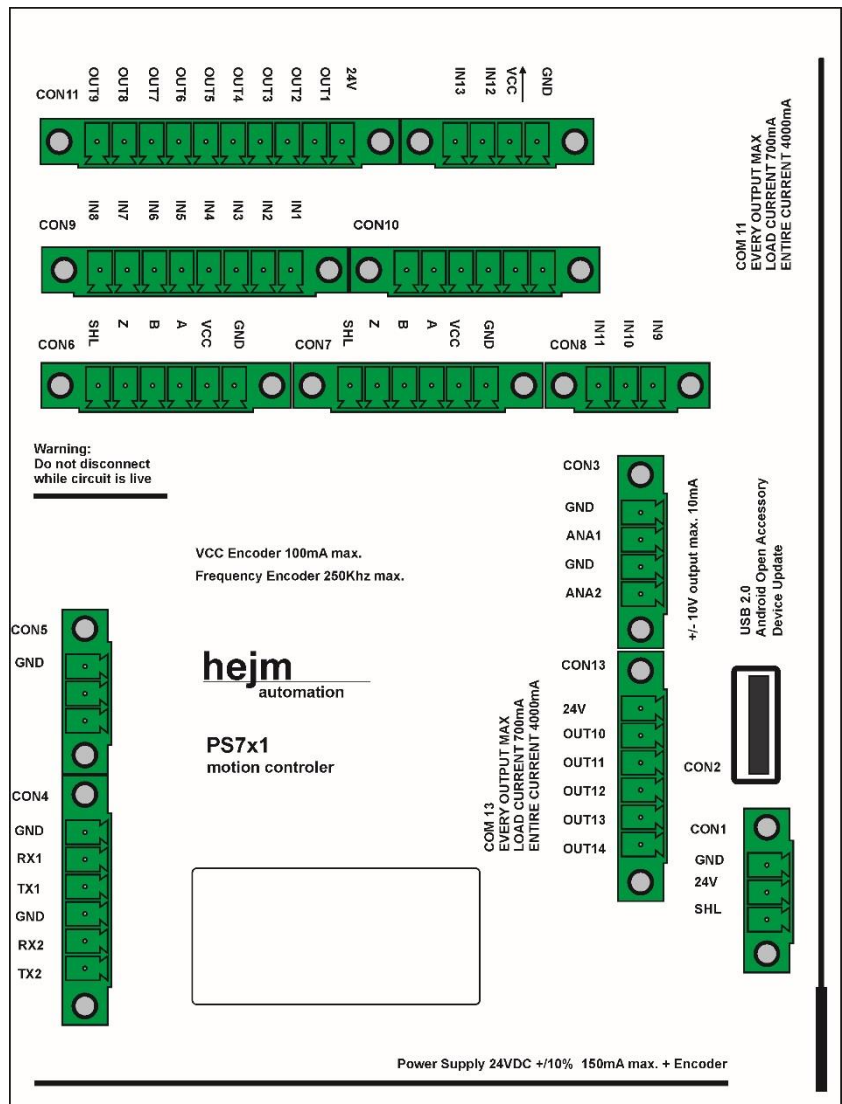 CON11
OUT9
OUT8
OUT7
OUT6
OUT5
OUT4
OUT3
OUT2
OUT1
24V
IN13
IN12
VCC
GND
COM 11
EVERY OUTPUT MAX
LOAD CURRENT 700mA
ENTIRE CURRENT 4000mA
CON9
IN8
IN7
IN6
IN5
IN4
IN3
IN2
IN1
CON10
CON6
SHL
Z
B
A
VCC
GND
CON7
SHL
Z
B
A
VCC
GND
CON8
IN11
IN10
IN9
Warning:
Do not disconnect
while circuit is live
CON3
GND
ANA1
GND
ANA2
+/- 10V output max. 10mA
USB 2.0
Android Open Accessory
Device Update
VCC Encoder 100mA max.
Frequency Encoder 250Khz max.
CON5
GND
hejm
automation
PS7x1
motion controler
CON13
24V
OUT10
OUT11
OUT12
OUT13
OUT14
COM 13
EVERY OUTPUT MAX
LOAD CURRENT 700mA
ENTIRE CURRENT 4000mA
CON2
CON4
GND
RX1
TX1
GND
RX2
TX2
CON1
GND
24V
SHL
Power Supply 24VDC +/10% 150mA max. + Encoder